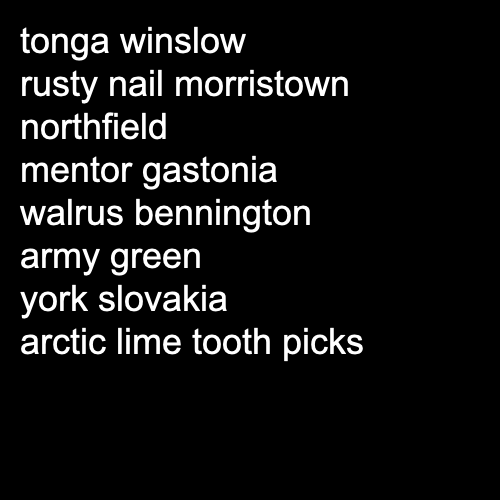 tonga winslow
rusty nail morristown
northfield
mentor gastonia
walrus bennington
army green
york slovakia
arctic lime tooth picks